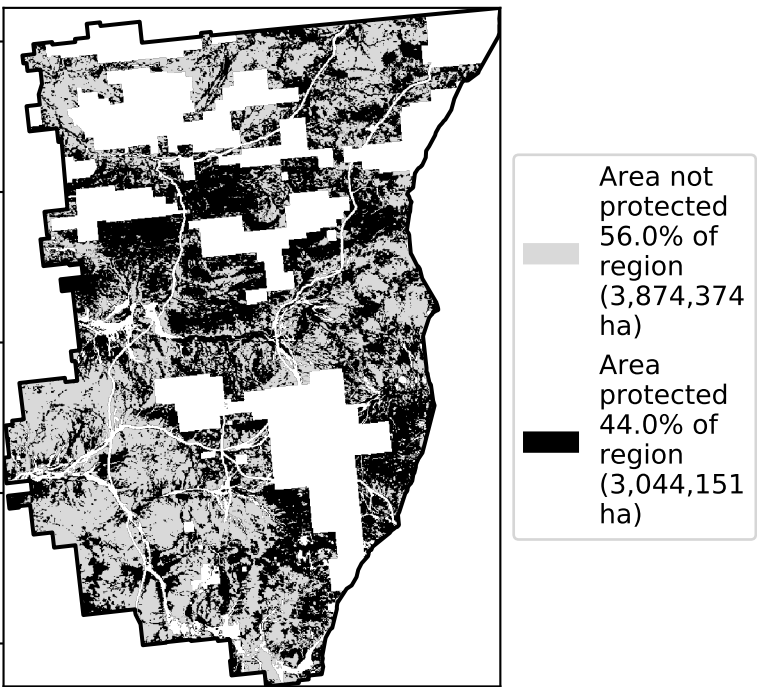 Area not
protected
56.0% of
region
(3,874,374
ha)
Area
protected
44.0% of
region
(3,044,151
ha)